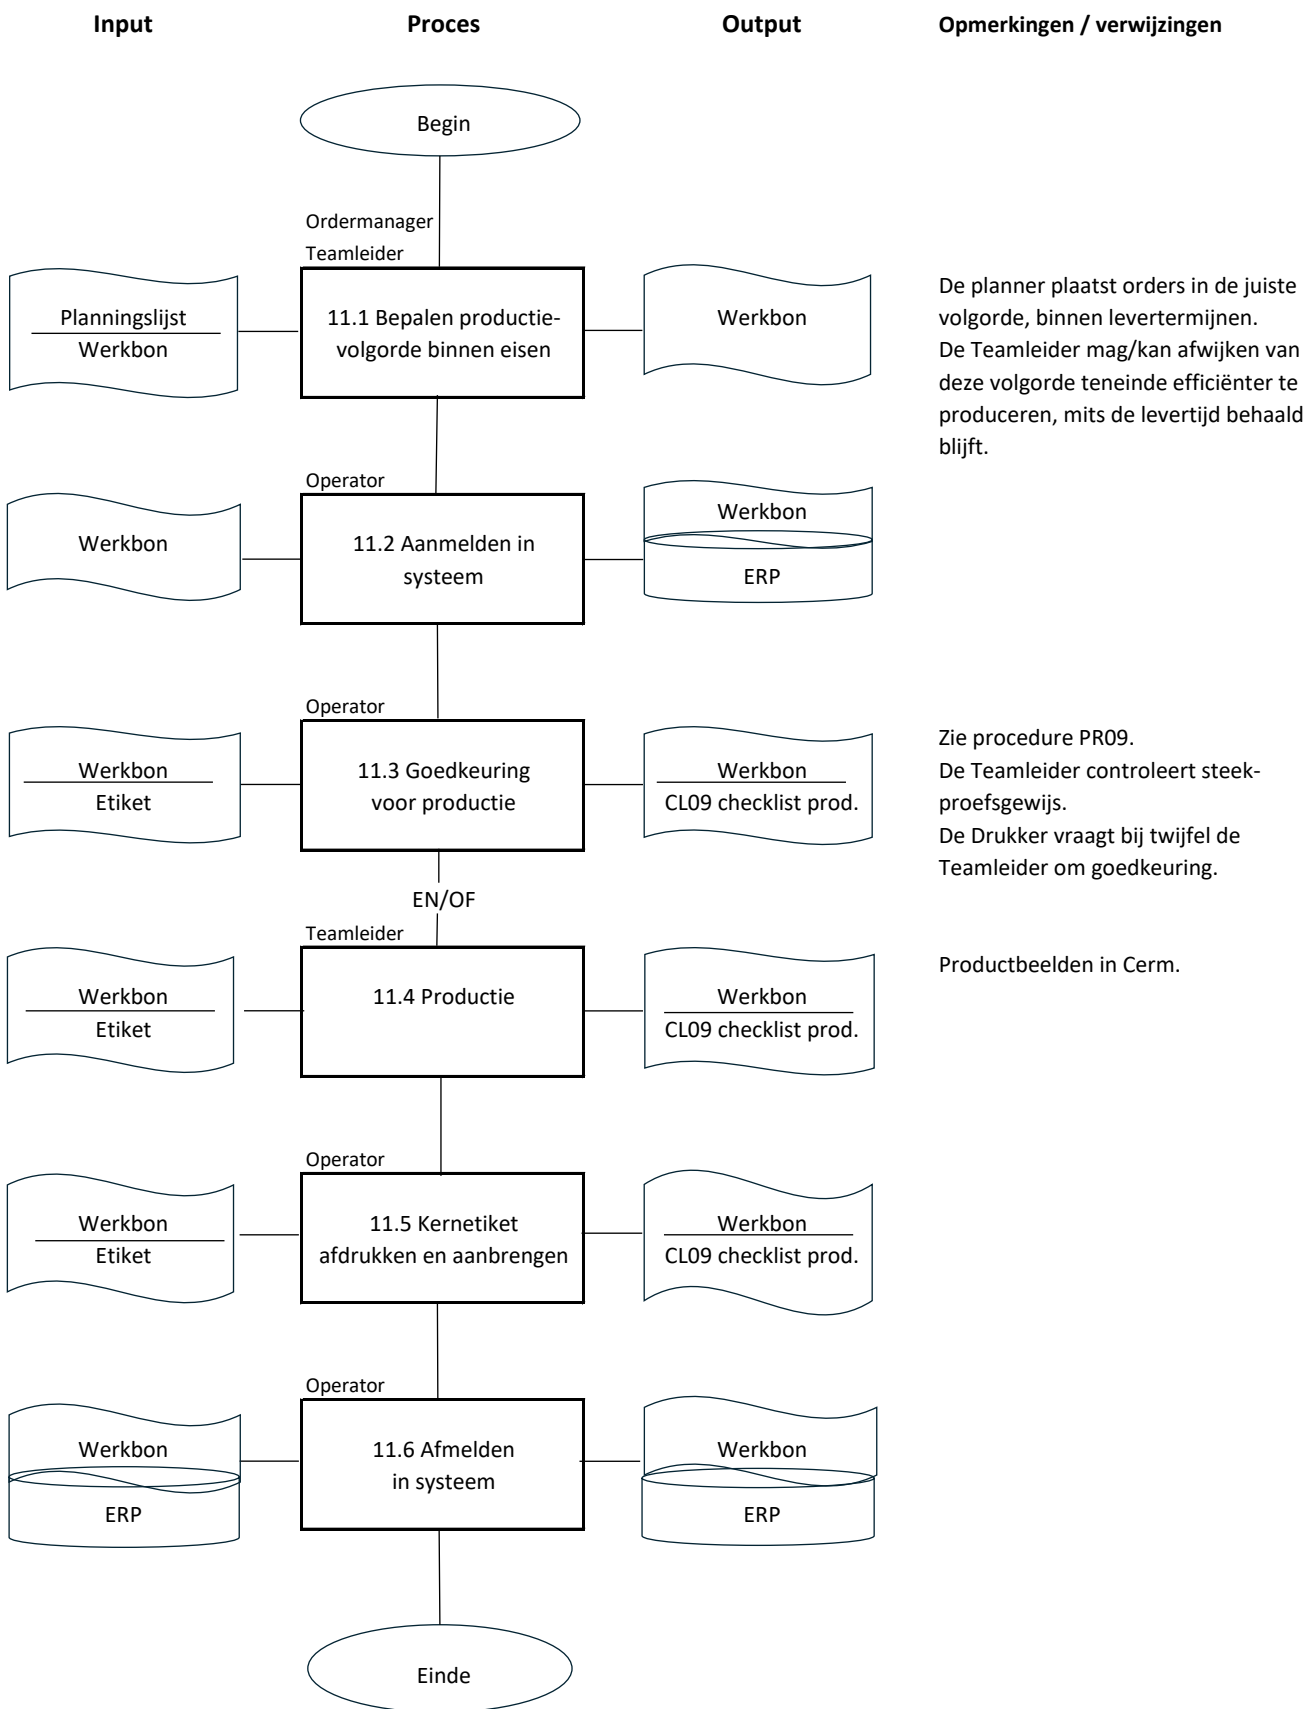 Input Proces Output Opmerkingen / verwijzingen
Begin
Ordermanager
Teamleider
Planningslijst
Werkbon
11.1 Bepalen productie-
volgorde binnen eisen
Werkbon
De planner plaatst orders in de juiste
volgorde, binnen levertermijnen.
De Teamleider mag/kan afwijken van
deze volgorde teneinde efficiënter te
produceren, mits de levertijd behaald
blijft.
Operator
Werkbon
11.2 Aanmelden in
systeem
Werkbon
ERP
Operator
Werkbon
Etiket
11.3 Goedkeuring
voor productie
Werkbon
CL09 checklist prod.
Zie procedure PR09.
De Teamleider controleert steek-
proefsgewijs.
De Drukker vraagt bij twijfel de
Teamleider om goedkeuring.
EN/OF
Teamleider
Werkbon
Etiket
11.4 Productie
Werkbon
CL09 checklist prod.
Productbeelden in Cerm.
Operator
Werkbon
Etiket
11.5 Kernetiket
afdrukken en aanbrengen
Werkbon
CL09 checklist prod.
Operator
Werkbon
ERP
11.6 Afmelden
in systeem
Werkbon
ERP
Einde